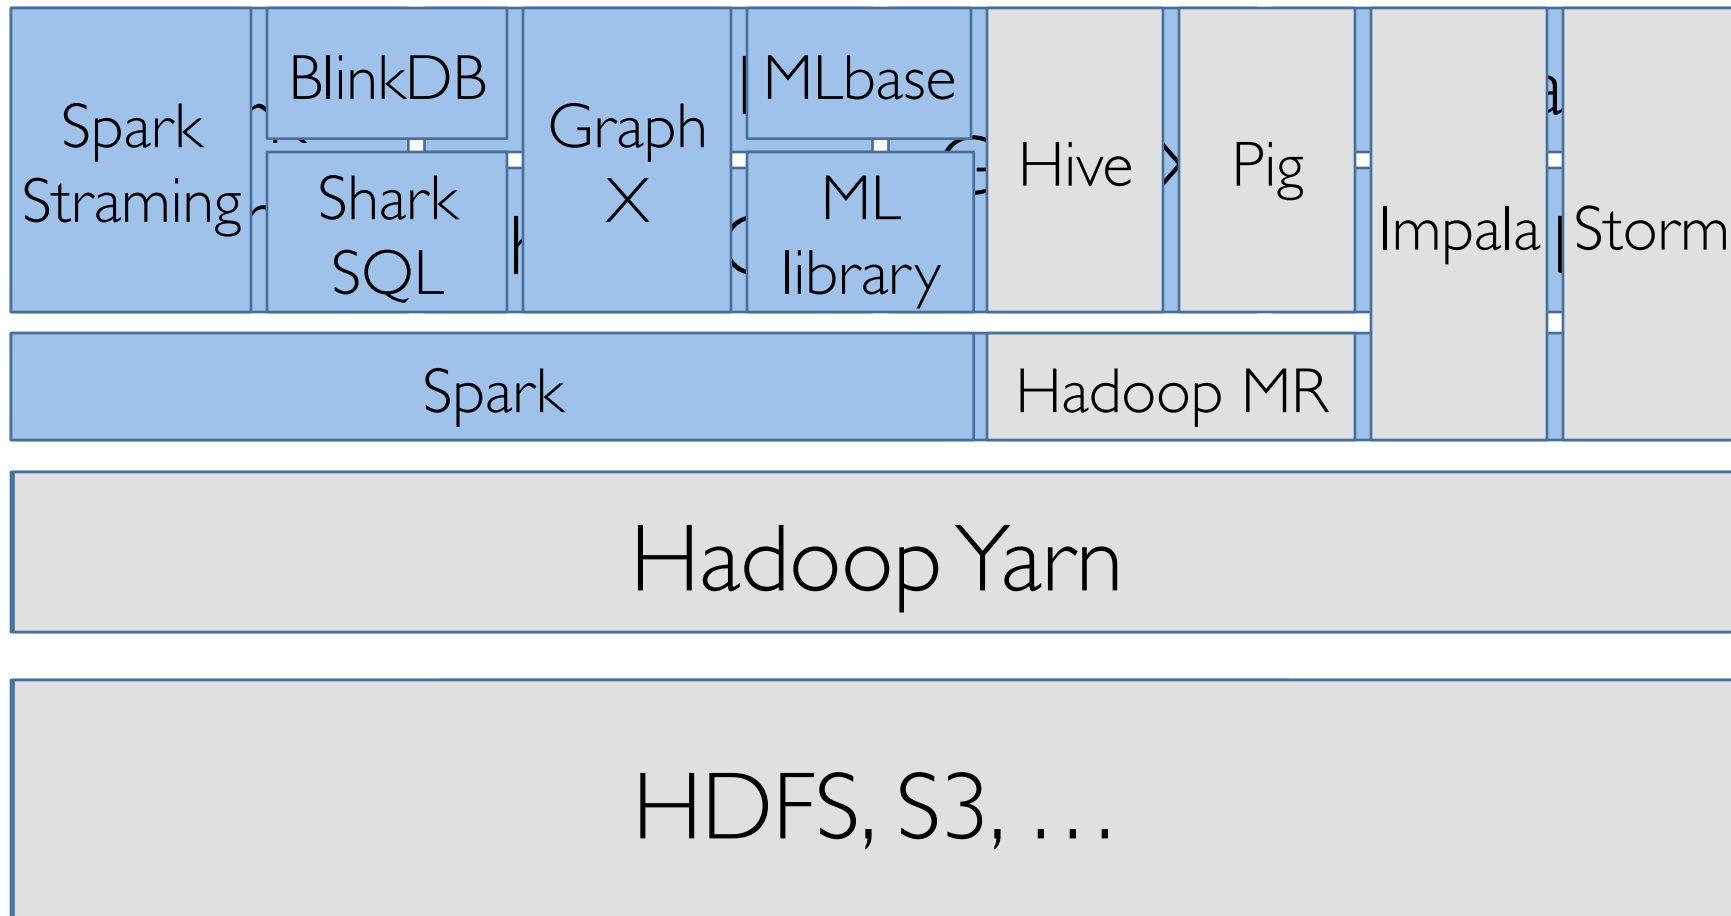 Spark
Straming
BlinkDB
Shark
SQL
Graph
X
MLbase
ML
library
Hive
Pig
Impala
Storm
Spark
Hadoop MR
Hadoop Yarn
HDFS, S3, …